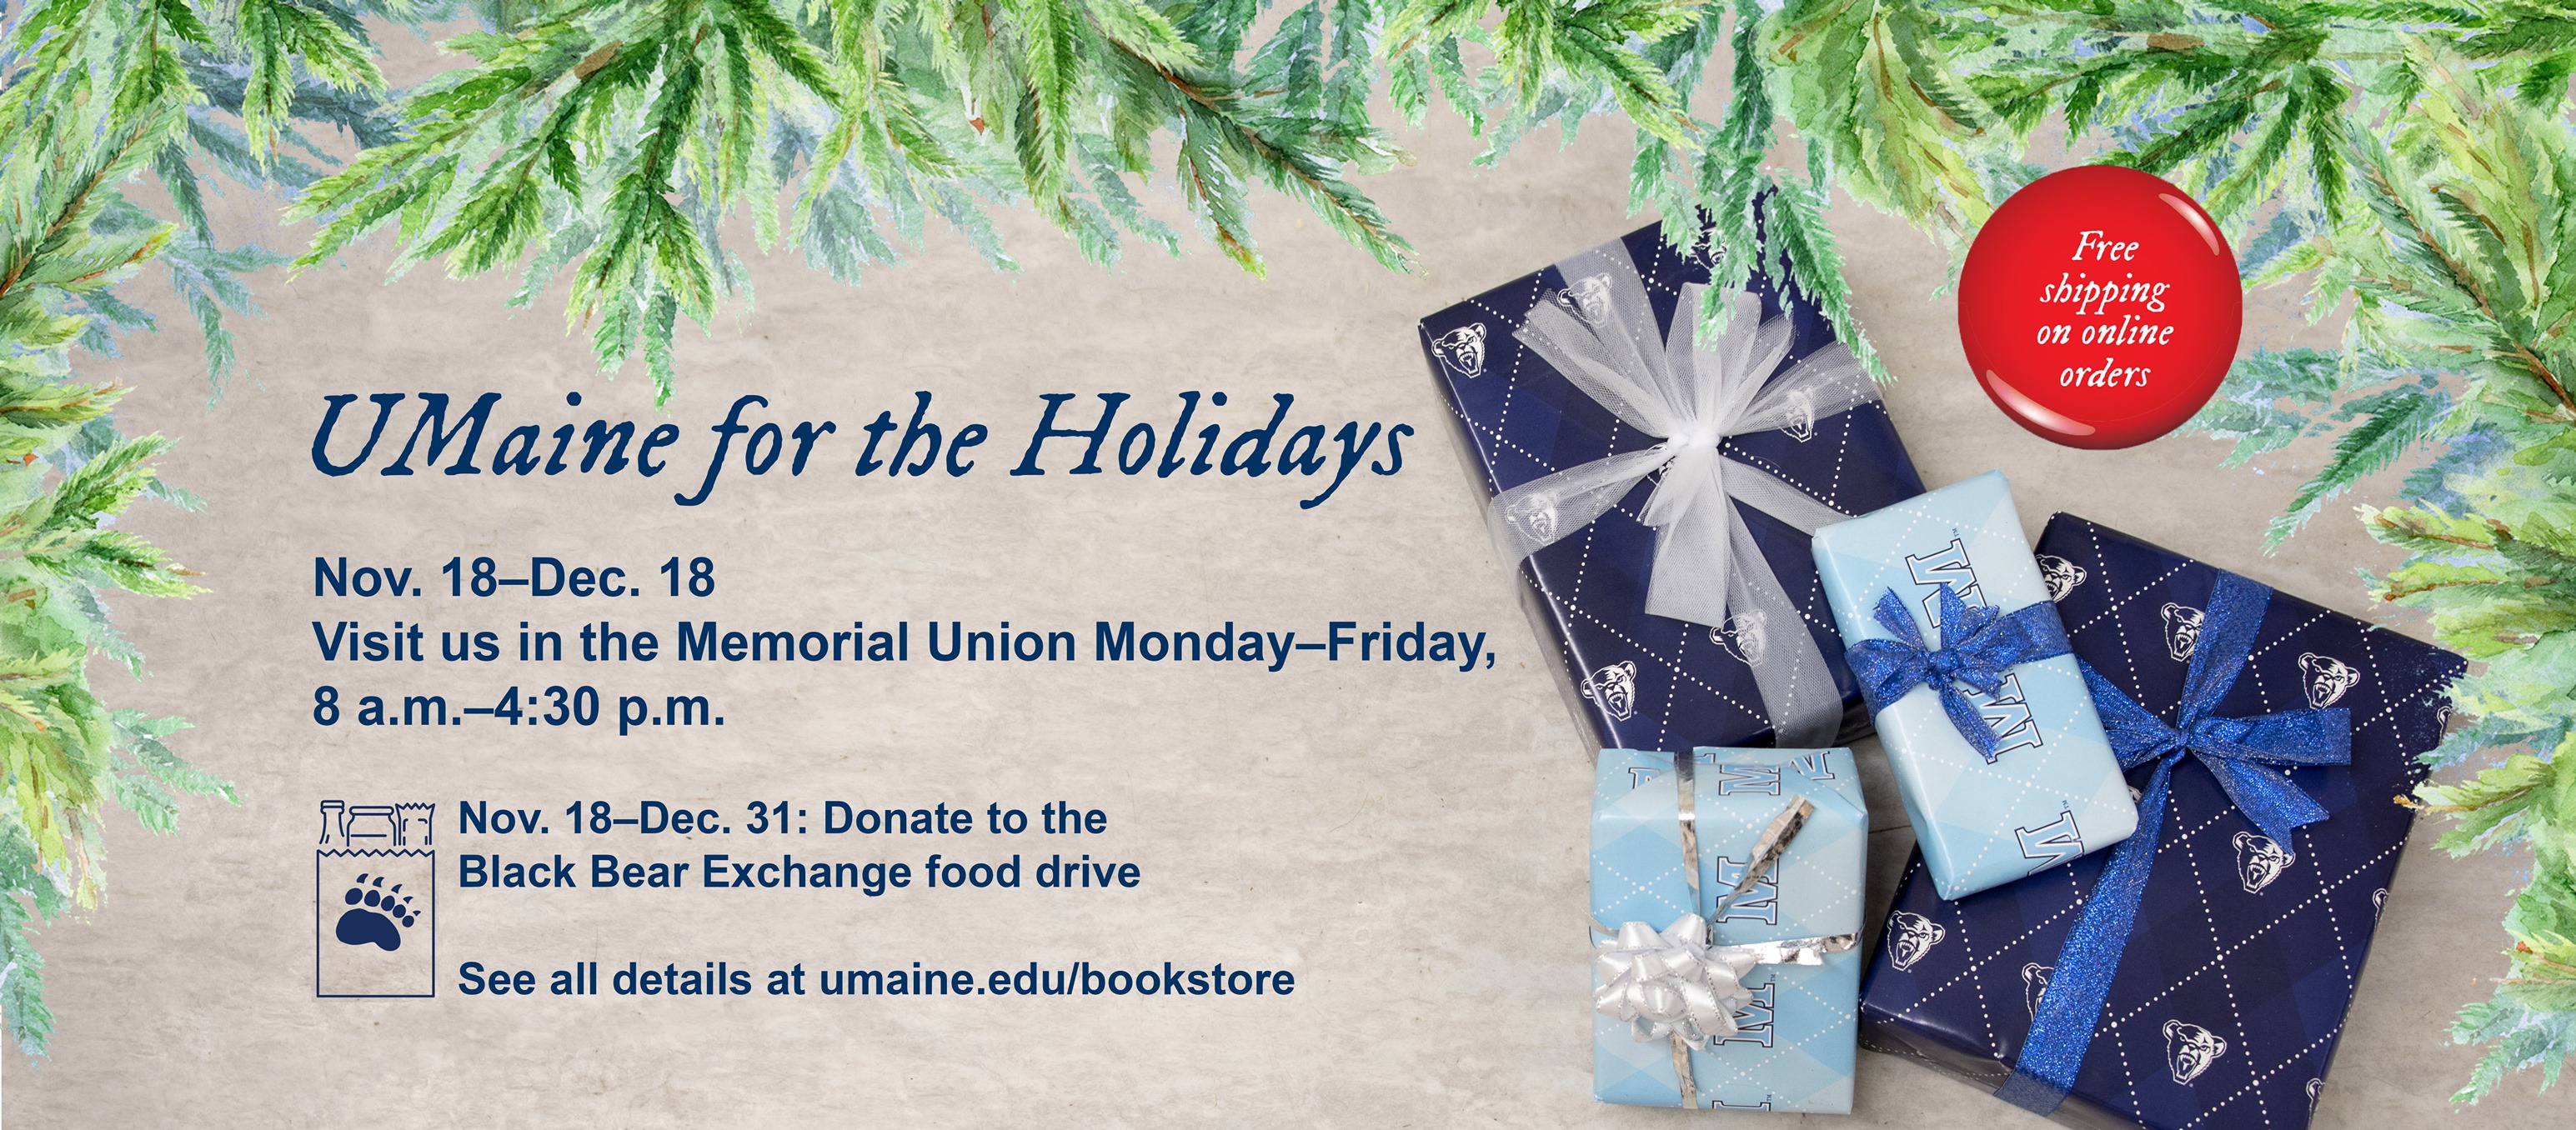 Free
shipping
on online
orders
UMaine for the Holidays
Nov. 18–Dec. 18
Visit us in the Memorial Union Monday–Friday,
8 a.m.–4:30 p.m.
Nov. 18–Dec. 31: Donate to the
Black Bear Exchange food drive
See all details at umaine.edu/bookstore
M
M
M
M
M
M